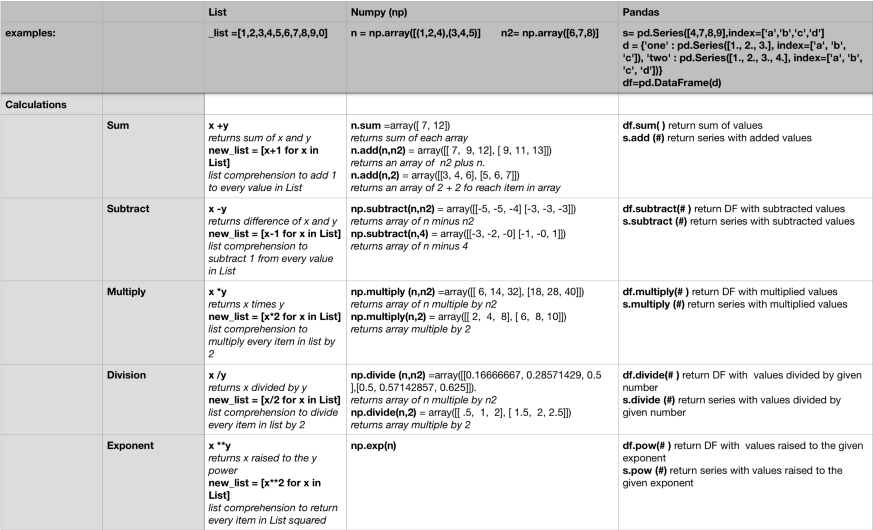 List
Numpy (np)
Pandas
examples:
_list =[1,2,3,4,5,6,7,8,9,0]
n = np.array([(1,2,4),(3,4,5)] n2= np.array([6,7,8)]
s= pd.Series([4,7,8,9],index=['a','b','c','d']
d = {'one' : pd.Series([1., 2., 3.], index=['a', 'b',
'c']), 'two' : pd.Series([1., 2., 3., 4.], index=['a', 'b',
'c', 'd'])}
df=pd.DataFrame(d)
Calculations
Sum
x +y
returns sum of x and y
new_list = [x+1 for x in
List]
list comprehension to add 1
to every value in List
n.sum =array([ 7, 12])
returns sum of each array
n.add(n,n2) = array([[ 7, 9, 12], [ 9, 11, 13]])
returns an array of n2 plus n.
n.add(n,2) = array([[3, 4, 6], [5, 6, 7]])
returns an array of 2 + 2 fo reach item in array
df.sum( ) return sum of values
s.add (#) return series with added values
Subtract
x -y
returns difference of x and y
new_list = [x-1 for x in List]
list comprehension to
subtract 1 from every value
in List
np.subtract(n,n2) = array([[-5, -5, -4] [-3, -3, -3]])
returns array of n minus n2
np.subtract(n,4) = array([[-3, -2, -0] [-1, -0, 1]])
returns array of n minus 4
df.subtract(# ) return DF with subtracted values
s.subtract (#) return series with subtracted values
Multiply
x *y
returns x times y
new_list = [x*2 for x in List]
list comprehension to
multiply every item in list by
2
np.multiply (n,n2) =array([[ 6, 14, 32], [18, 28, 40]])
returns array of n multiple by n2
np.multiply(n,2) = array([[ 2, 4, 8], [ 6, 8, 10]])
returns array multiple by 2
df.multiply(# ) return DF with multiplied values
s.multiply (#) return series with multiplied values
Division
x /y
returns x divided by y
new_list = [x/2 for x in List]
list comprehension to divide
every item in list by 2
np.divide (n,n2) =array([[0.16666667, 0.28571429, 0.5
],[0.5, 0.57142857, 0.625]]).
returns array of n multiple by n2
np.divide(n,2) = array([[ .5, 1, 2], [ 1.5, 2, 2.5]])
returns array multiple by 2
df.divide(# ) return DF with values divided by given
number
s.divide (#) return series with values divided by
given number
Exponent
x **y
returns x raised to the y
power
new_list = [x**2 for x in
List]
list comprehension to return
every item in List squared
np.exp(n)
df.pow(# ) return DF with values raised to the given
exponent
s.pow (#) return series with values raised to the
given exponent